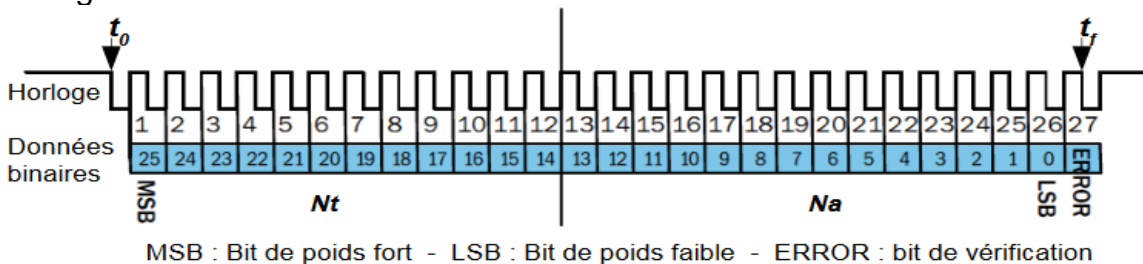 t0 tf
Horloge
1 2 3 4 5 6 7 8 9 10 11 12 13 14 15 16 17 18 19 20 21 22 23 24 25 26 27
Données
binaires
25 24 23 22 21 20 19 18 17 16 15 14 13 12 11 10 9 8 7 6 5 4 3 2 1 0 ERROR
MSB Nt Na LSB
MSB : Bit de poids fort - LSB : Bit de poids faible - ERROR : bit de vérification